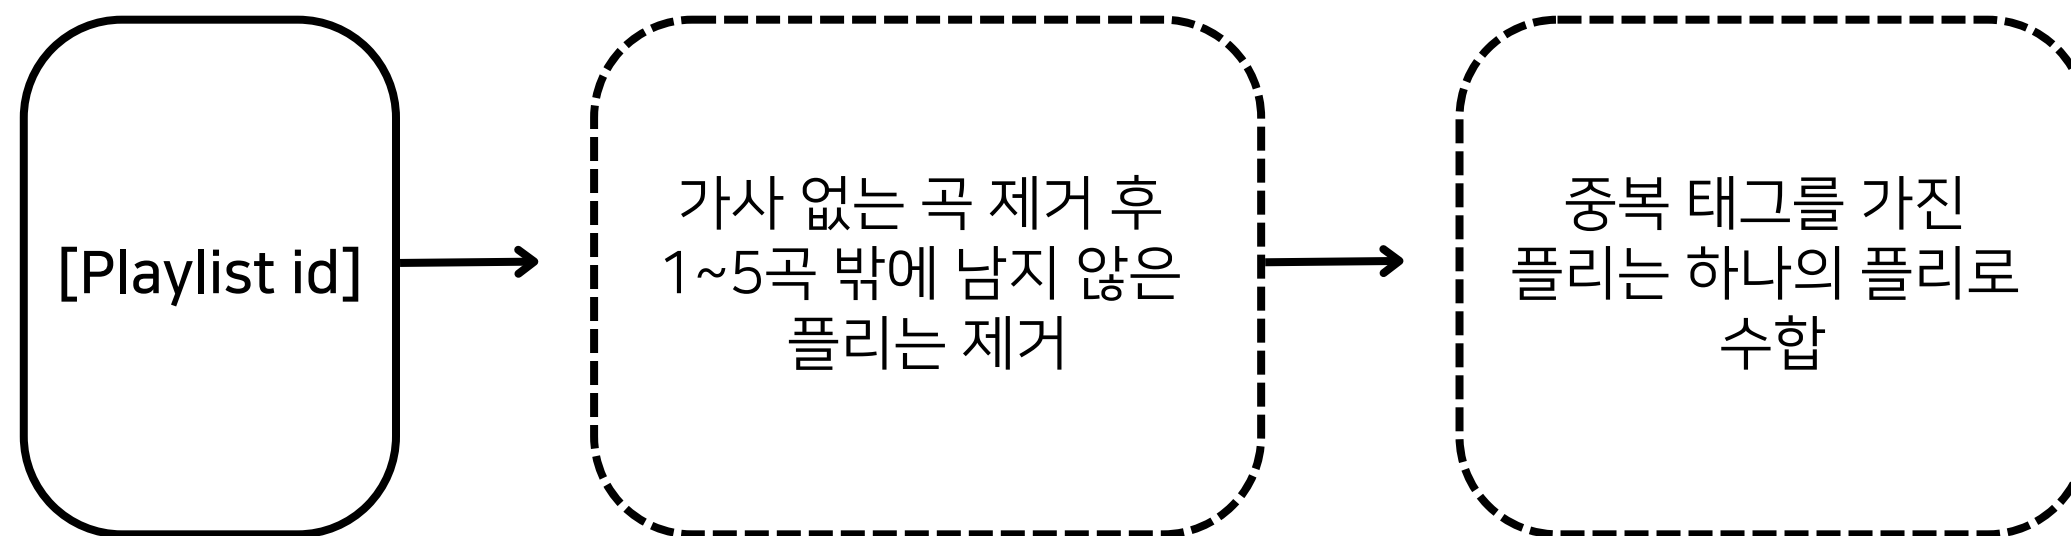 [Playlist id]
가사 없는 곡 제거 후
1~5곡 밖에 남지 않은
플리는 제거
중복 태그를 가진
플리는 하나의 플리로
수합